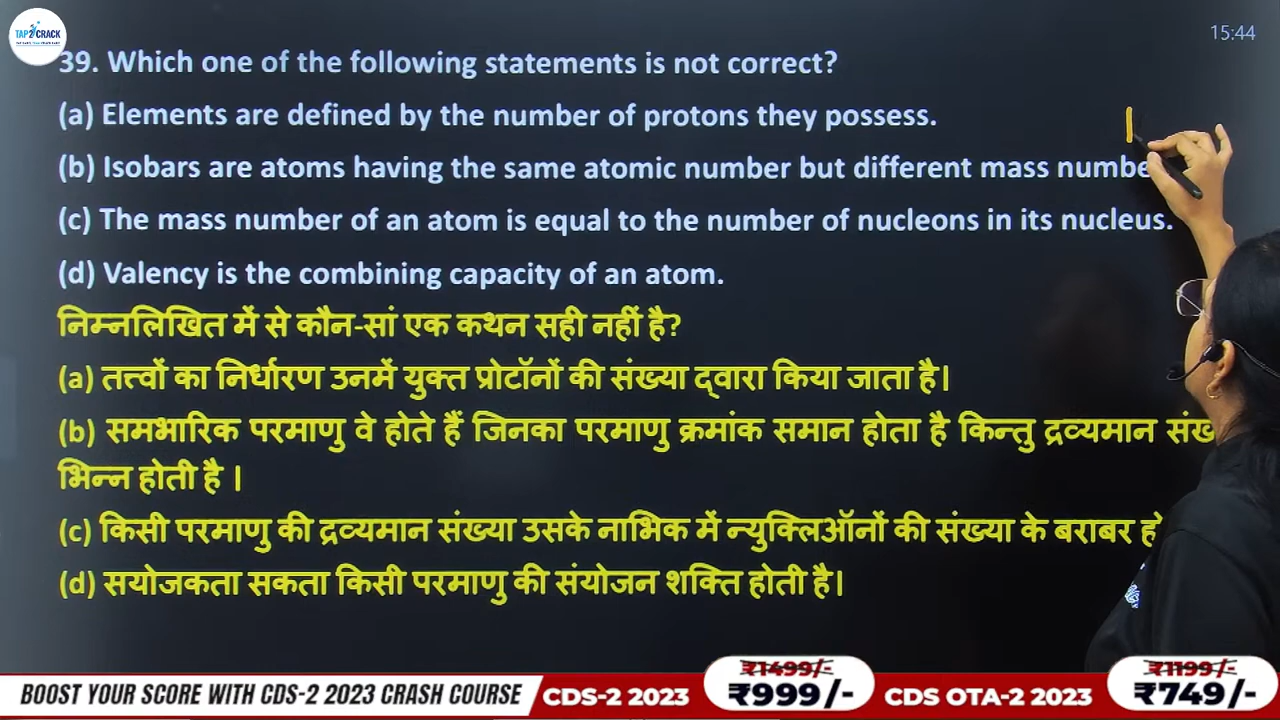 TAP2CRACK
15:44
39. Which one of the following statements is not correct?
(a) Elements are defined by the number of protons they possess.
(b) Isobars are atoms having the same atomic number but different mass
(c) The mass number of an atom is equal to the number of nucleons in its nucleus.
(d) Valency is the combining capacity of an atom.
निम्नलिखित में से कौन-सां एक कथन सही नहीं है?
(a) तत्त्वों का निर्धारण उनमें युक्त प्रोटॉनों की संख्या द्वारा किया जाता है।
(b) समभारिक परमाणु वे होते हैं जिनका परमाणु क्रमांक समान होता है किन्तु द्रव्यमान
भिन्न होती है ।
(c) किसी परमाणु की द्रव्यमान संख्या उसके नाभिक में न्युक्लिऑनों की संख्या के बराबर
(d) सयोजकता सकता किसी परमाणु की संयोजन शक्ति होती है।
BOOST YOUR SCORE WITH CDS-2 2023 CRASH COURSE CDS-2 2023 ₹1499/- ₹999/- CDS OTA-2 2023 ₹1199/- ₹749/-